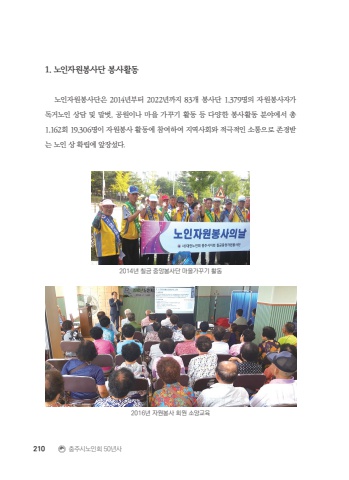 1. 노인자원봉사단 봉사활동
노인자원봉사단은 2014년부터 2022년까지 83개 봉사단 1,379명의 자원봉사자가
독거노인 상담 및 말벗, 공원이나 마을 가꾸기 활동 등 다양한 봉사활동 분야에서 총
1,162회 19,306명이 자원봉사 활동에 참여하여 지역사회와 적극적인 소통으로 존경받
는 노인 상 확립에 앞장섰다.
노인자원봉사의날
2014년 칠금 중앙봉사단 마을가꾸기 활동
2016년 자원봉사 회원 소양교육
210 충주시노인회 50년사